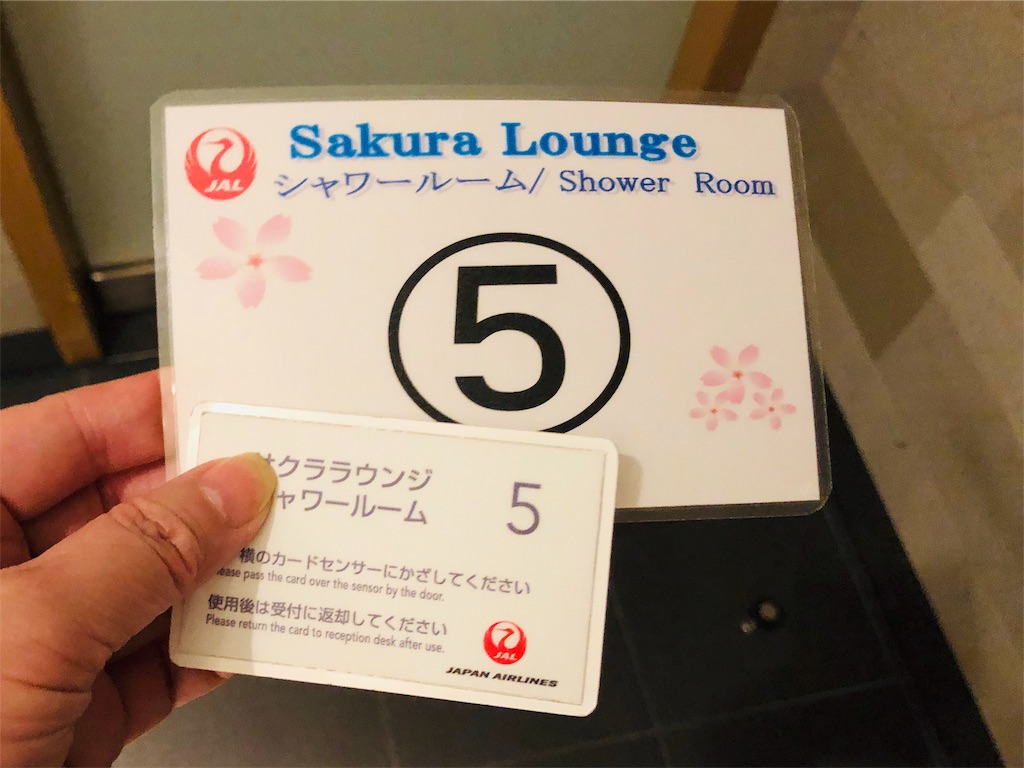 JAL
Sakura Lounge
シャワールーム/ Shower Room
5
クララウンジ
ャワールーム
5
横のカードセンサーにかざしてください
pass the card over the sensor by the door.
使用後は受付に返却してください
Please return the card to reception desk after use.
JAL
JAPAN AIRLINES